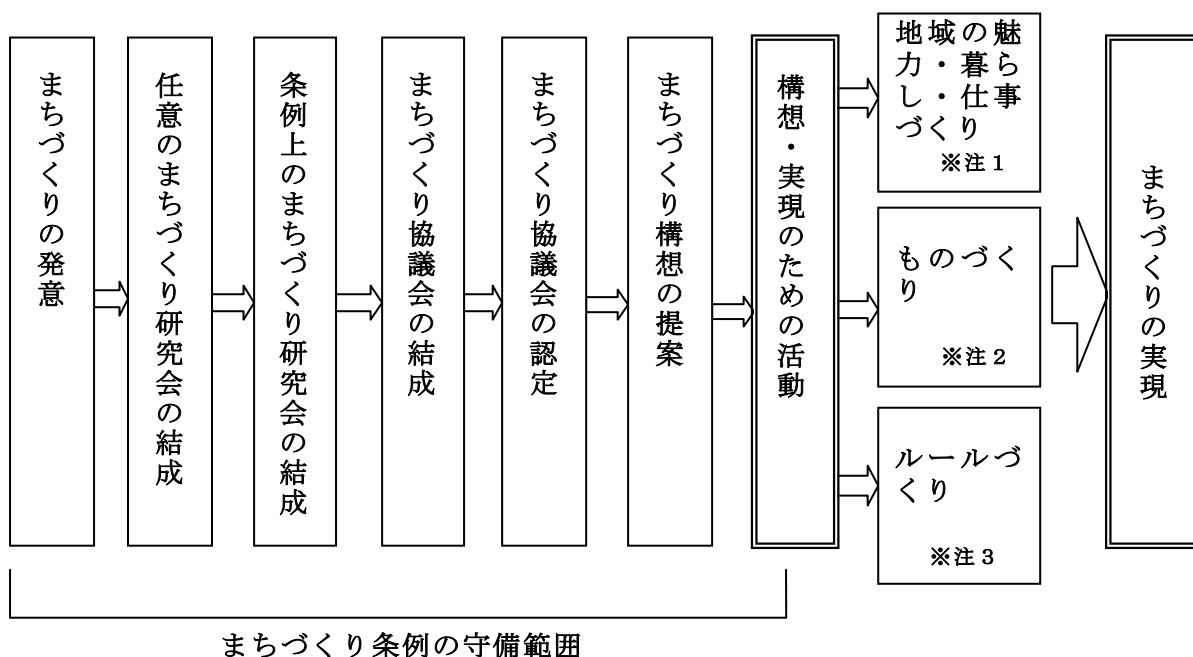 まちづくりの発意
任意のまちづくり研究会の結成
条例上のまちづくり研究会の結成
まちづくり協議会の結成
まちづくり協議会の認定
まちづくり構想の提案
構想・実現のための活動
地域の魅
力・暮ら
し・仕事
づくり
※注１
ものづく
り
※注２
ルールづ
くり
※注３
まちづくりの実現
まちづくり条例の守備範囲